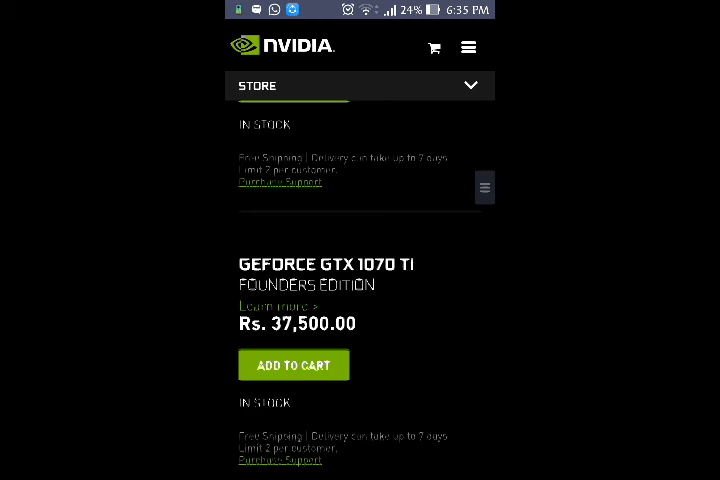 24% 6:35 PM
NVIDIA.
STORE
IN STOCK
Free Shipping | Delivery can take up to 7 days
Limit 2 per customer.
Purchase Support
GEFORCE GTX 1070 TI
FOUNDERS EDITION
Learn more >
Rs. 37,500.00
ADD TO CART
IN STOCK
Free Shipping | Delivery can take up to 7 days
Limit 2 per customer.
Purchase Support